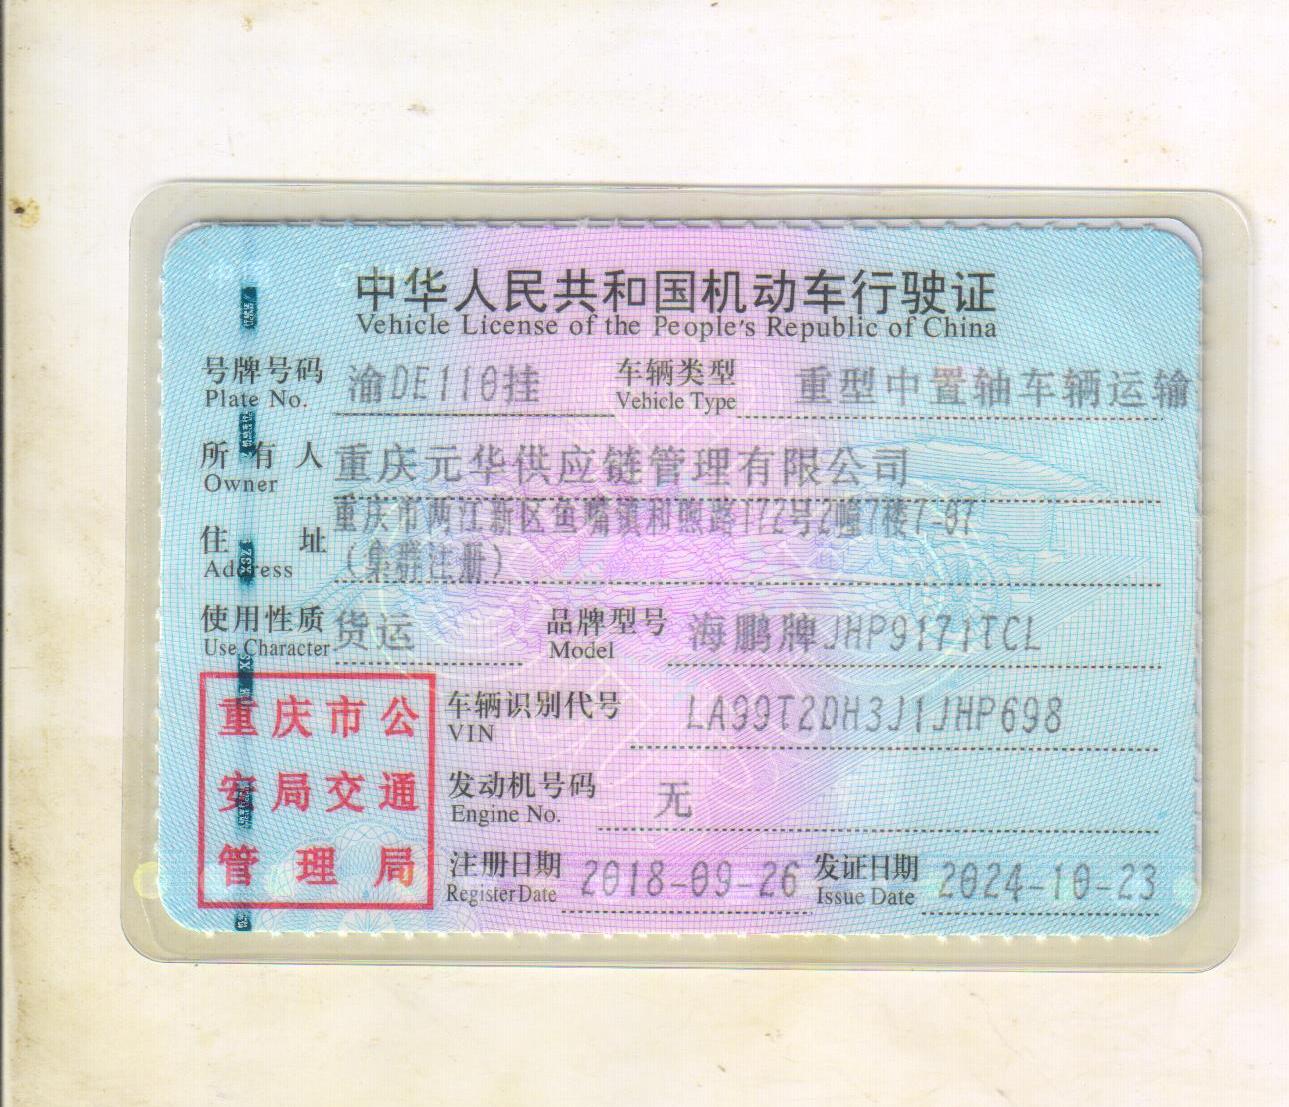 中华人民共和国机动车行驶证
Vehicle License of the People's Republic of China
号牌号码 渝DE110挂 车辆类型 重型中置轴车辆运输
Plate No. Vehicle Type
所有人 重庆元华供应链管理有限公司
Owner
重庆市两江新区鱼嘴镇和煦路172号2幢7楼7-07
住址 (集群注册)
Address
使用性质 货运 品牌型号 海鹏牌JHP9171TCL
Use Character Model
重庆市公 车辆识别代号 LA99T2DH3J1JHP698
VIN
安局交通 发动机号码 无
Engine No.
管理局 注册日期 2018-09-26 发证日期 2024-10-23
Register Date Issue Date